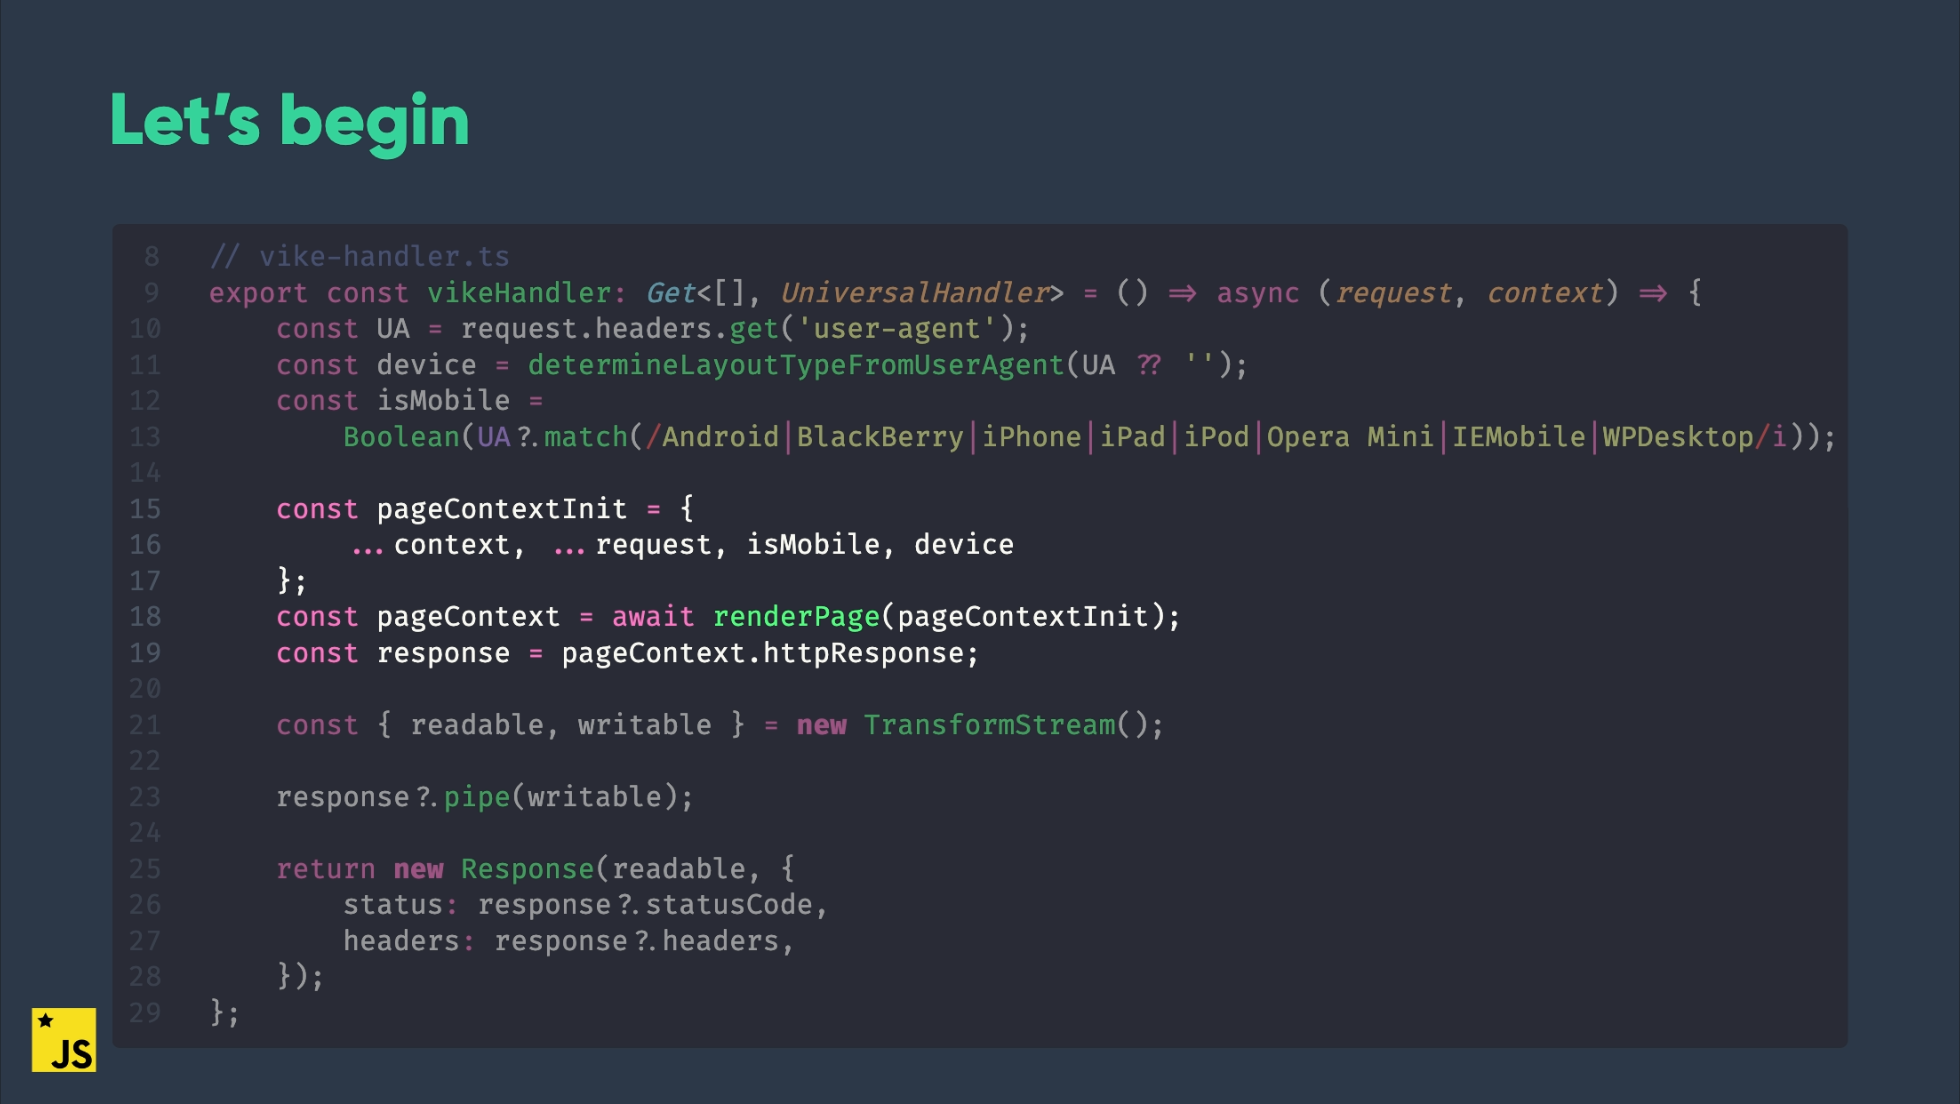 Let’s begin
8 // vike-handler.ts
9 export const vikeHandler: Get<[], UniversalHandler> = () => async (request, context) => {
10 const UA = request.headers.get('user-agent');
11 const device = determineLayoutTypeFromUserAgent(UA ?? '');
12 const isMobile =
13 Boolean(UA?.match(/Android|BlackBerry|iPhone|iPad|iPod|Opera Mini|IEMobile|WPDesktop/i));
14
15 const pageContextInit = {
16 ...context, ...request, isMobile, device
17 };
18 const pageContext = await renderPage(pageContextInit);
19 const response = pageContext.httpResponse;
20
21 const { readable, writable } = new TransformStream();
22
23 response?.pipe(writable);
24
25 return new Response(readable, {
26 status: response?.statusCode,
27 headers: response?.headers,
28 });
29 };
JS